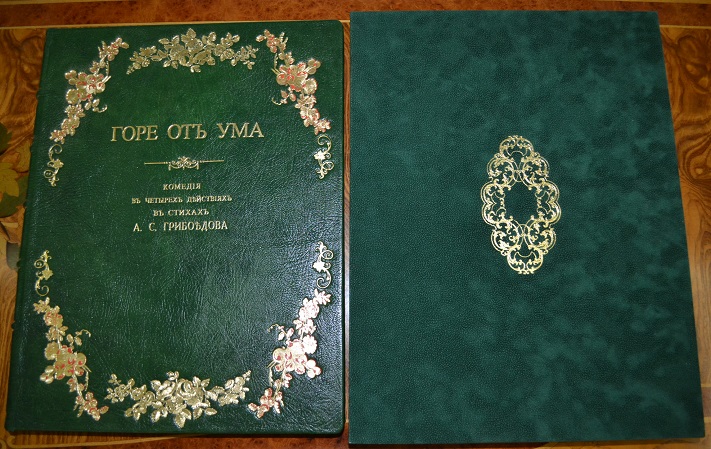 ГОРЕ ОТЪ УМА
КОМЕДІЯ
ВЪ ЧЕТЫРЕХЪ ДѢЙСТВІЯХЪ
ВЪ СТИХАХЪ
А. С. ГРИБОѢДОВА